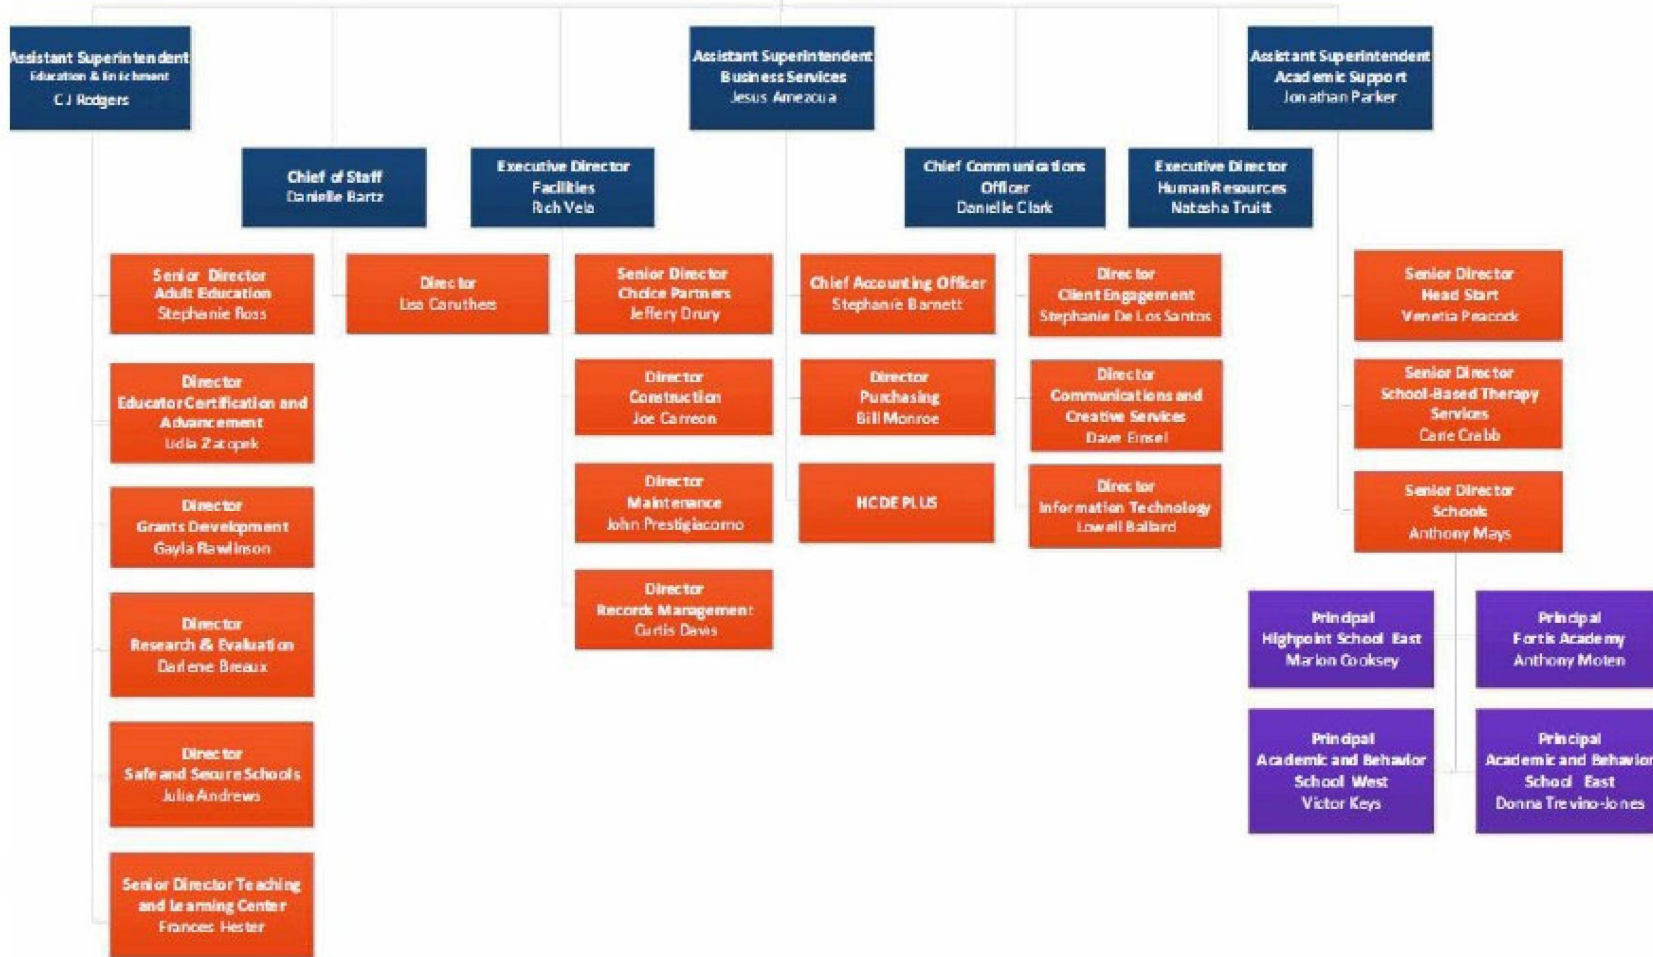 Assistant Superintendent
Education & Enrichment
CJ Rodgers
Assistant Superintendent
Business Services
Jesus Amezcua
Assistant Superintendent
Academic Support
Jonathan Parker
Chief of Staff
Danielle Bartz
Executive Director
Facilities
Rich Vela
Chief Communications
Officer
Danielle Clark
Executive Director
Human Resources
Natasha Truitt
Senior Director
Adult Education
Stephanie Ross
Director
Educator Certification and
Advancement
Lidia Zatopek
Director
Grants Development
Gayla Rawlinson
Director
Research & Evaluation
Darlene Breaux
Director
Safe and Secure Schools
Julia Andrews
Senior Director Teaching
and Learning Center
Frances Hester
Director
Lisa Caruthers
Senior Director
Choice Partners
Jeffery Drury
Director
Construction
Joe Carreon
Director
Maintenance
John Prestigiacomo
Director
Records Management
Curtis Davis
Chief Accounting Officer
Stephanie Barnett
Director
Purchasing
Bill Monroe
HCDE PLUS
Director
Client Engagement
Stephanie De Los Santos
Director
Communications and
Creative Services
Dave Einsel
Director
Information Technology
Lowell Ballard
Senior Director
Head Start
Venetia Peacock
Senior Director
School-Based Therapy
Services
Carie Crabb
Senior Director
Schools
Anthony Mays
Principal
Highpoint School East
Marion Cooksey
Principal
Fortis Academy
Anthony Moten
Principal
Academic and Behavior
School West
Victor Keys
Principal
Academic and Behavior
School East
Donna Trevino-Jones